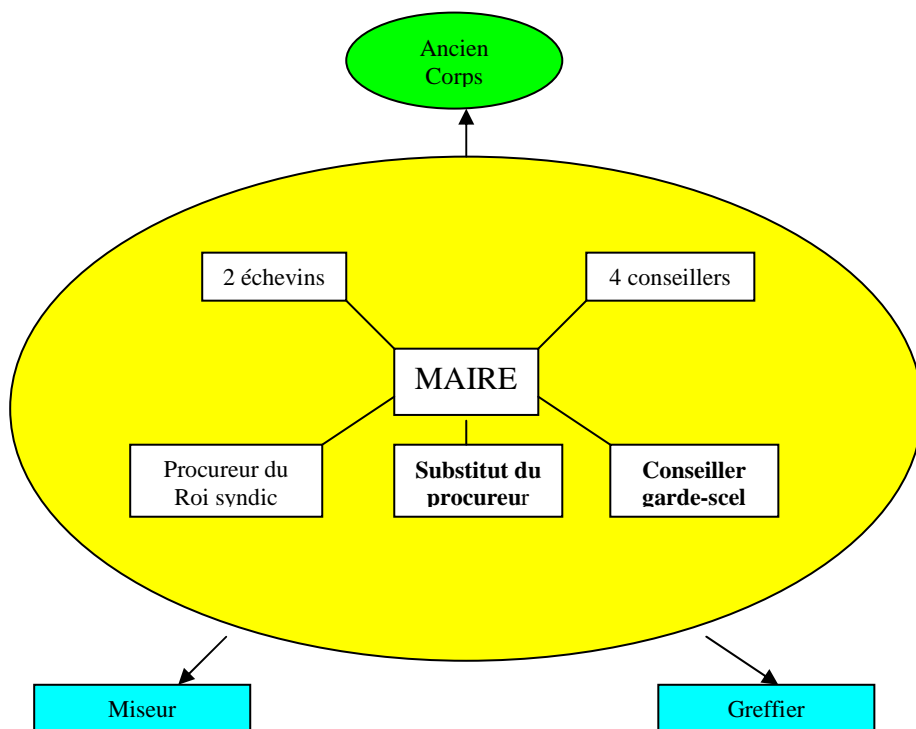 Ancien
Corps
2 échevins
4 conseillers
MAIRE
Procureur du
Roi syndic
Substitut du
procureur
Conseiller
garde-scel
Miseur
Greffier